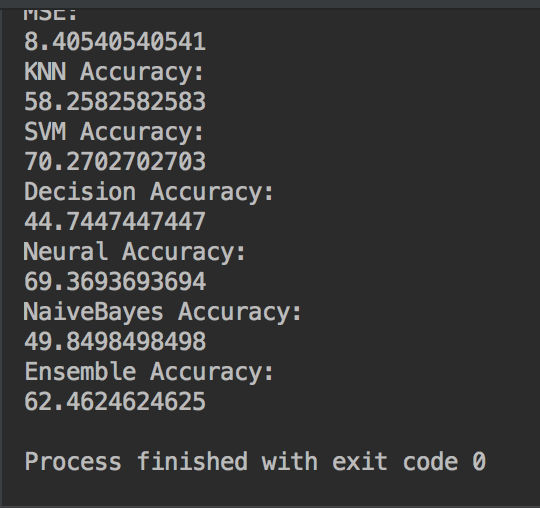 MSE:
8.40540540541
KNN Accuracy:
58.2582582583
SVM Accuracy:
70.2702702703
Decision Accuracy:
44.7447447447
Neural Accuracy:
69.3693693694
NaiveBayes Accuracy:
49.8498498498
Ensemble Accuracy:
62.4624624625
Process finished with exit code 0